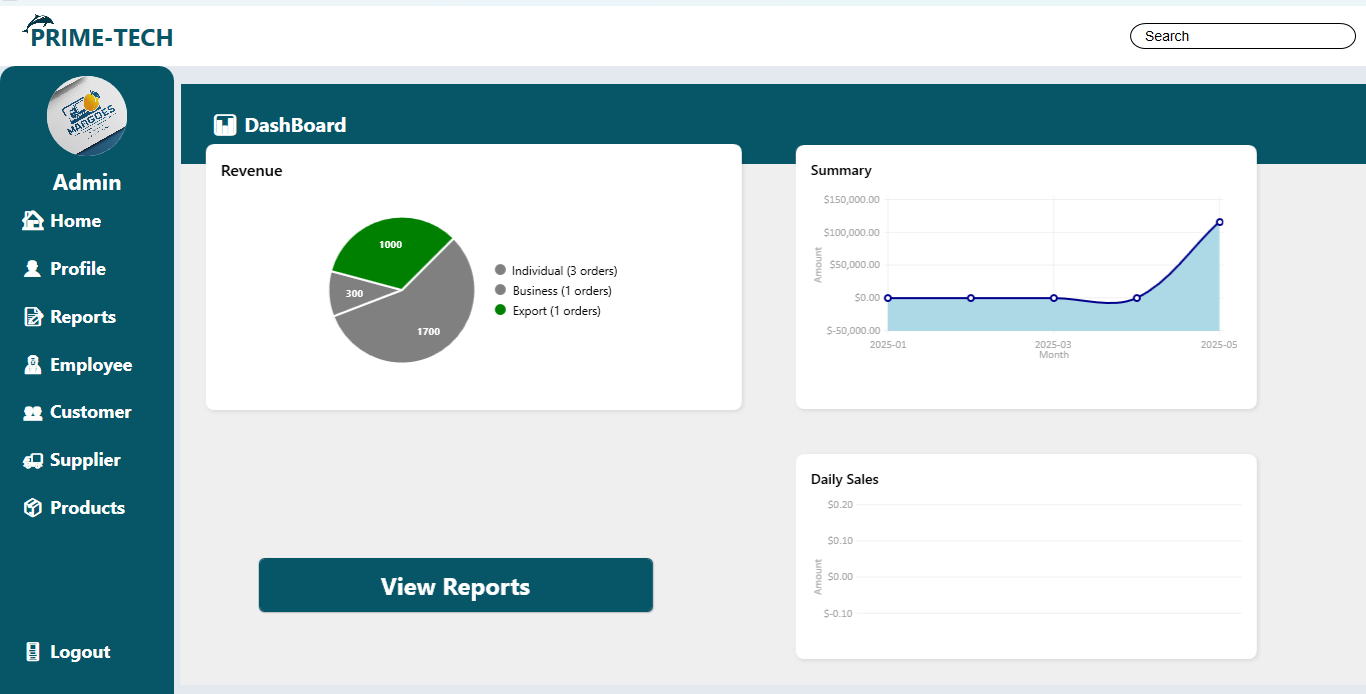 PRIME-TECH
Search
MARGOES
Admin
Home
Profile
Reports
Employee
Customer
Supplier
Products
Logout
DashBoard
Revenue
1000
300
1700
Individual (3 orders)
Business (1 orders)
Export (1 orders)
Summary
$150,000.00
$100,000.00
$50,000.00
$0.00
$-50,000.00
Amount
2025-01
2025-03
2025-05
Month
View Reports
Daily Sales
$0.20
$0.10
$0.00
$-0.10
Amount